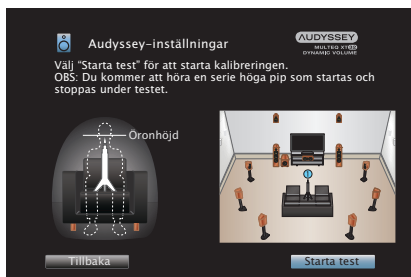 Audyssey-inställningar
AUDYSSEY
MULTEQ XT32
DYNAMIC VOLUME
Välj "Starta test" för att starta kalibreringen.
OBS: Du kommer att höra en serie höga pip som startas och
stoppas under testet.
Öronhöjd
Tillbaka
Starta test